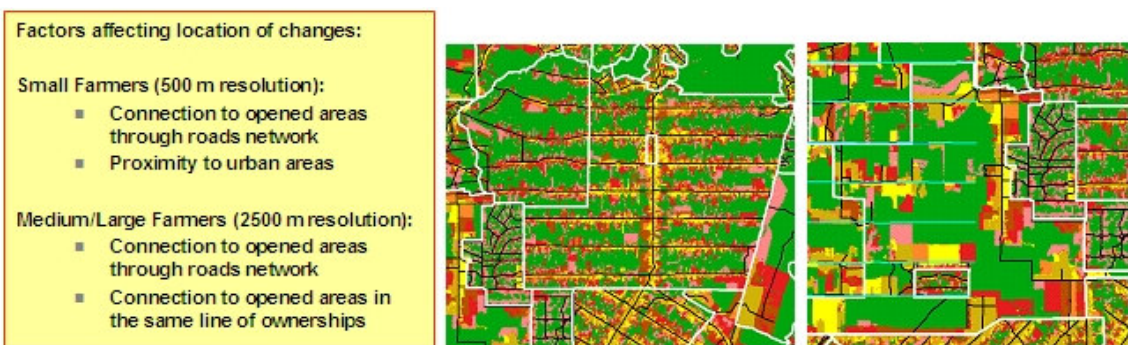 Factors affecting location of changes:
Small Farmers (500 m resolution):
▪ Connection to opened areas
through roads network
▪ Proximity to urban areas
Medium/Large Farmers (2500 m resolution):
▪ Connection to opened areas
through roads network
▪ Connection to opened areas in
the same line of ownerships